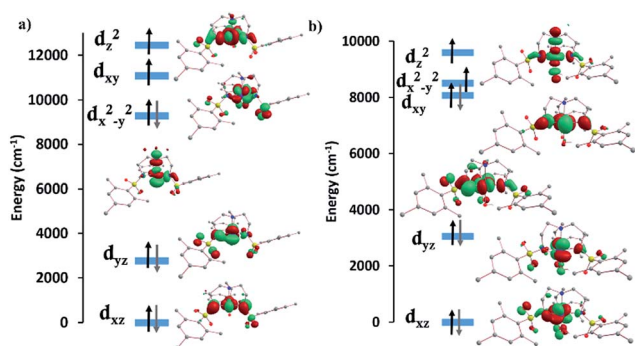 a)
Energy (cm⁻¹)
12000
10000
8000
6000
4000
2000
0
d_z²
d_xy
d_x²-y²
d_yz
d_xz
b)
Energy (cm⁻¹)
10000
8000
6000
4000
2000
0
d_z²
d_x²-y²
d_xy
d_yz
d_xz